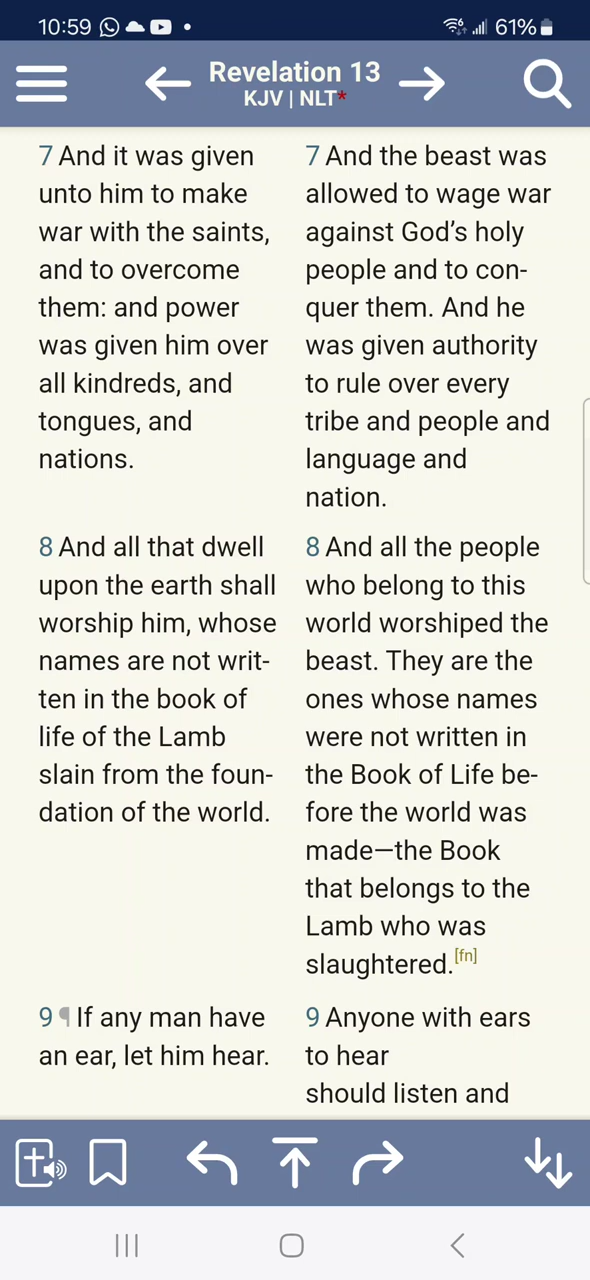 10:59
61%
Revelation 13
KJV | NLT*
7 And it was given
unto him to make
war with the saints,
and to overcome
them: and power
was given him over
all kindreds, and
tongues, and
nations.
7 And the beast was
allowed to wage war
against God’s holy
people and to con-
quer them. And he
was given authority
to rule over every
tribe and people and
language and
nation.
8 And all that dwell
upon the earth shall
worship him, whose
names are not writ-
ten in the book of
life of the Lamb
slain from the foun-
dation of the world.
8 And all the people
who belong to this
world worshiped the
beast. They are the
ones whose names
were not written in
the Book of Life be-
fore the world was
made—the Book
that belongs to the
Lamb who was
slaughtered.[fn]
9 ¶ If any man have
an ear, let him hear.
9 Anyone with ears
to hear
should listen and